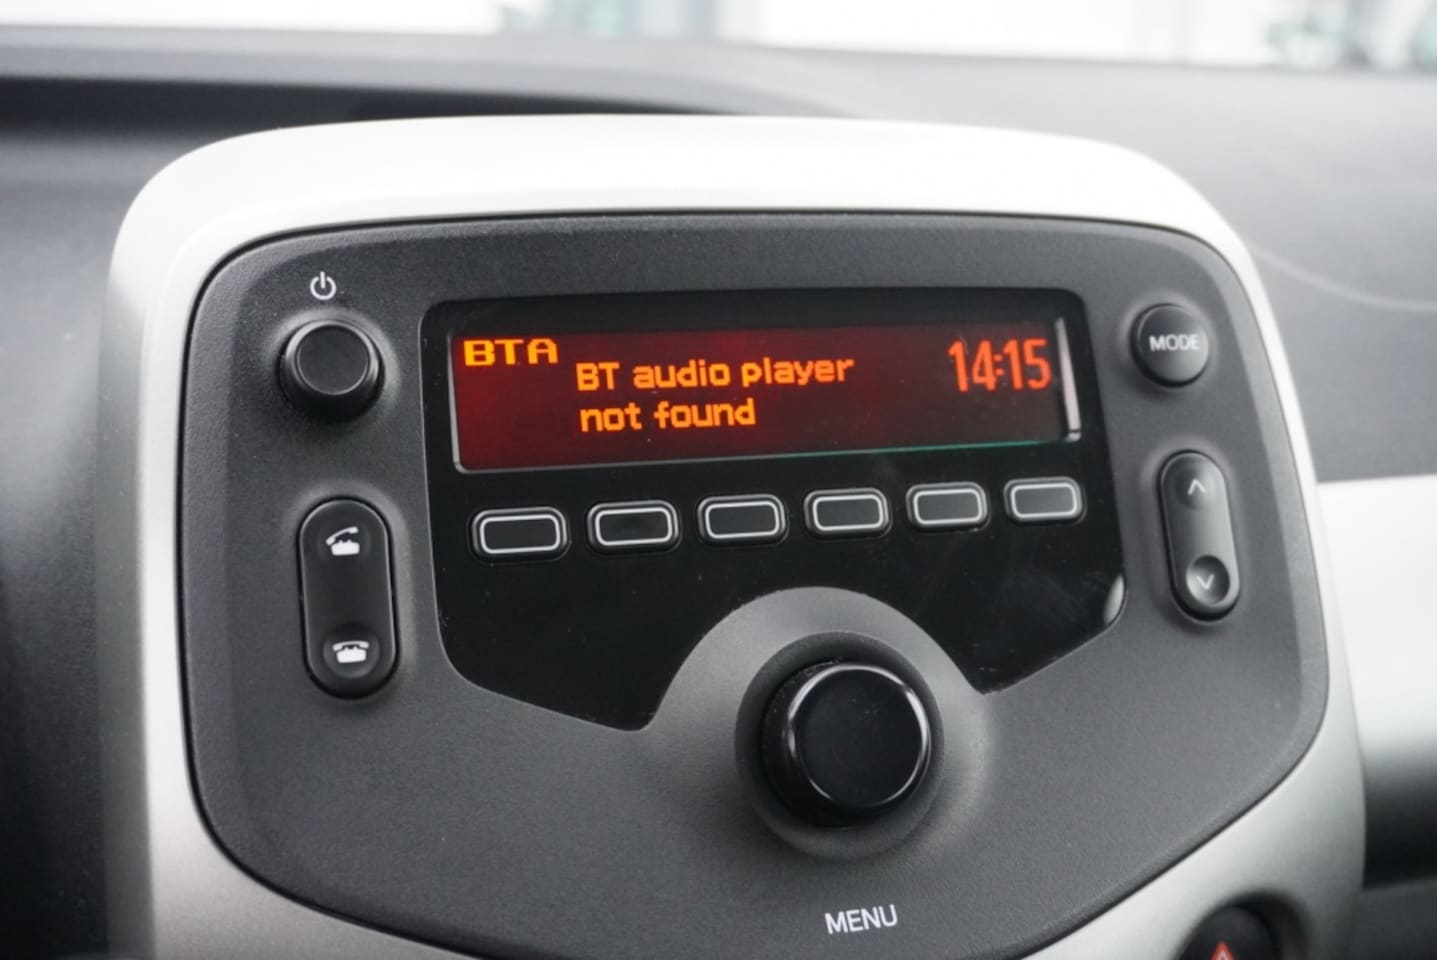 BTA
BT audio player
not found
14:15
MODE
MENU